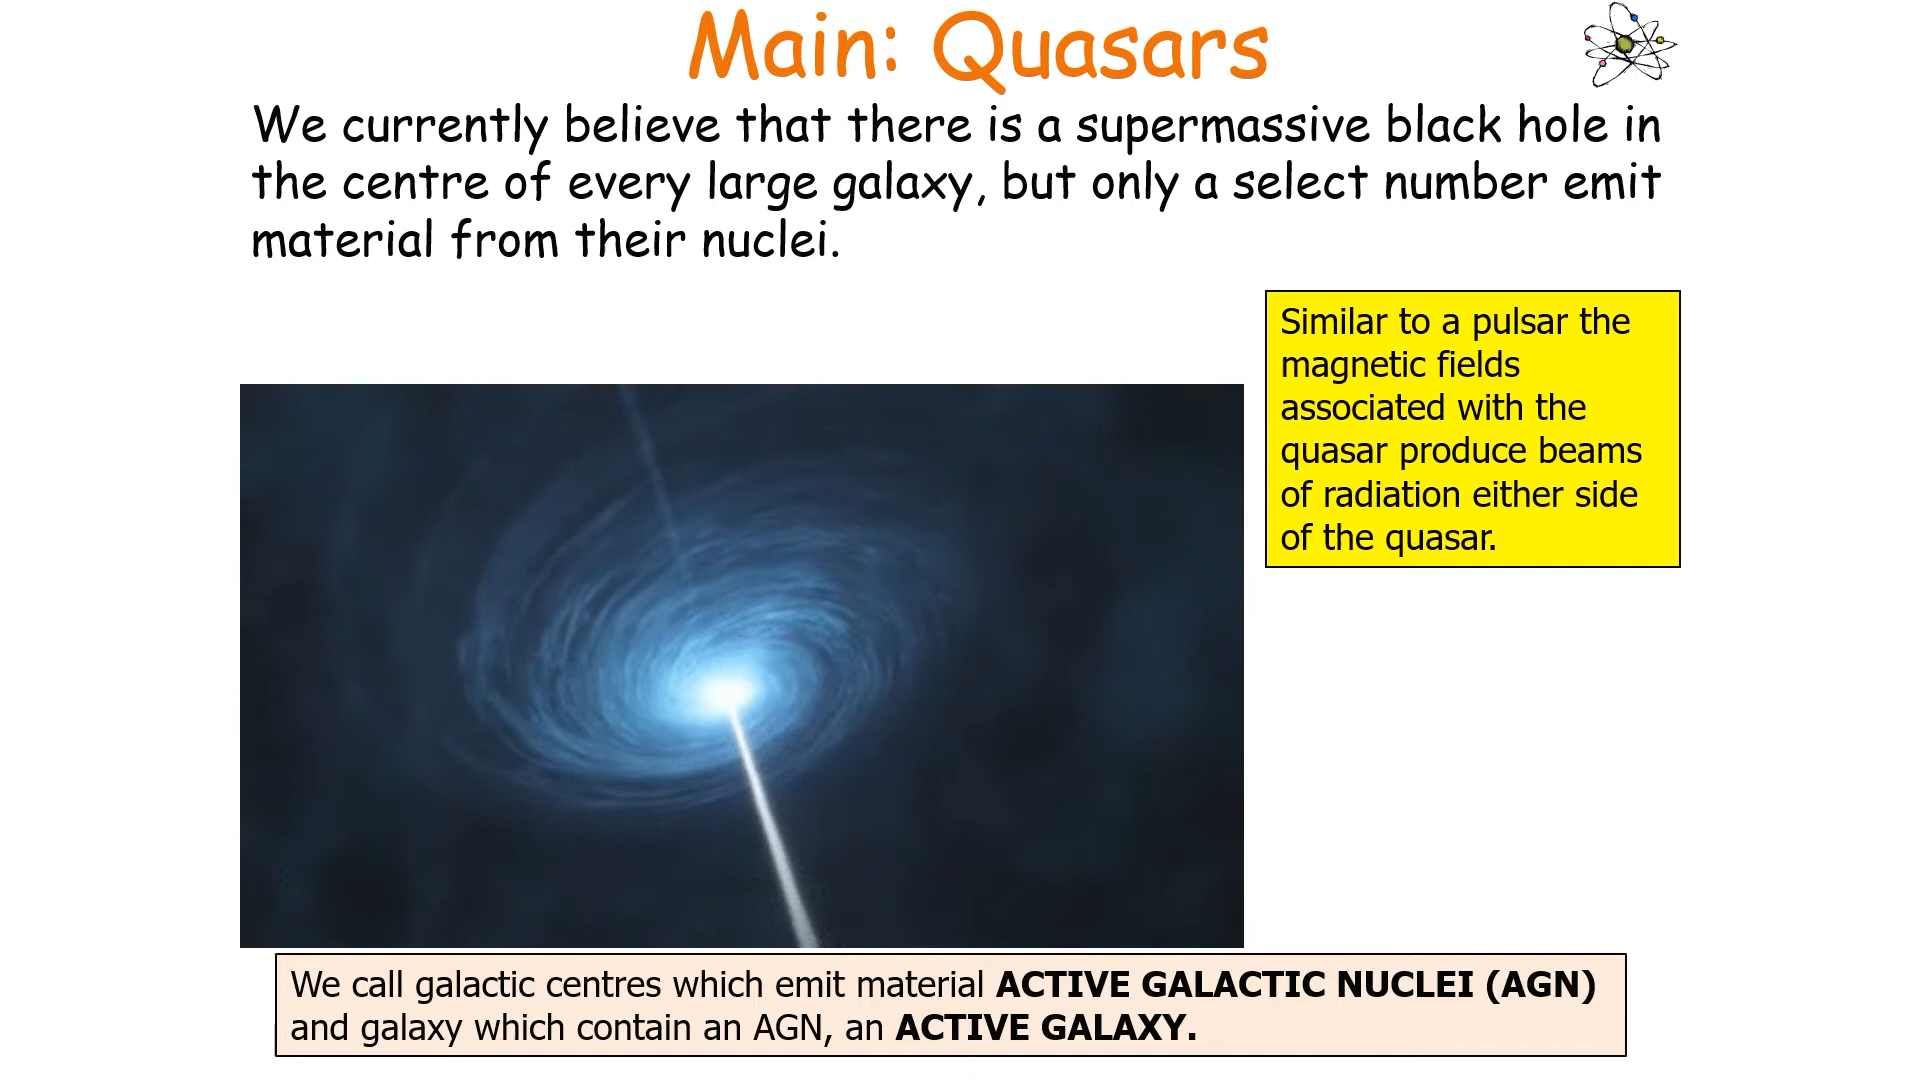 Main: Quasars
We currently believe that there is a supermassive black hole in
the centre of every large galaxy, but only a select number emit
material from their nuclei.
Similar to a pulsar the
magnetic fields
associated with the
quasar produce beams
of radiation either side
of the quasar.
We call galactic centres which emit material ACTIVE GALACTIC NUCLEI (AGN)
and galaxy which contain an AGN, an ACTIVE GALAXY.